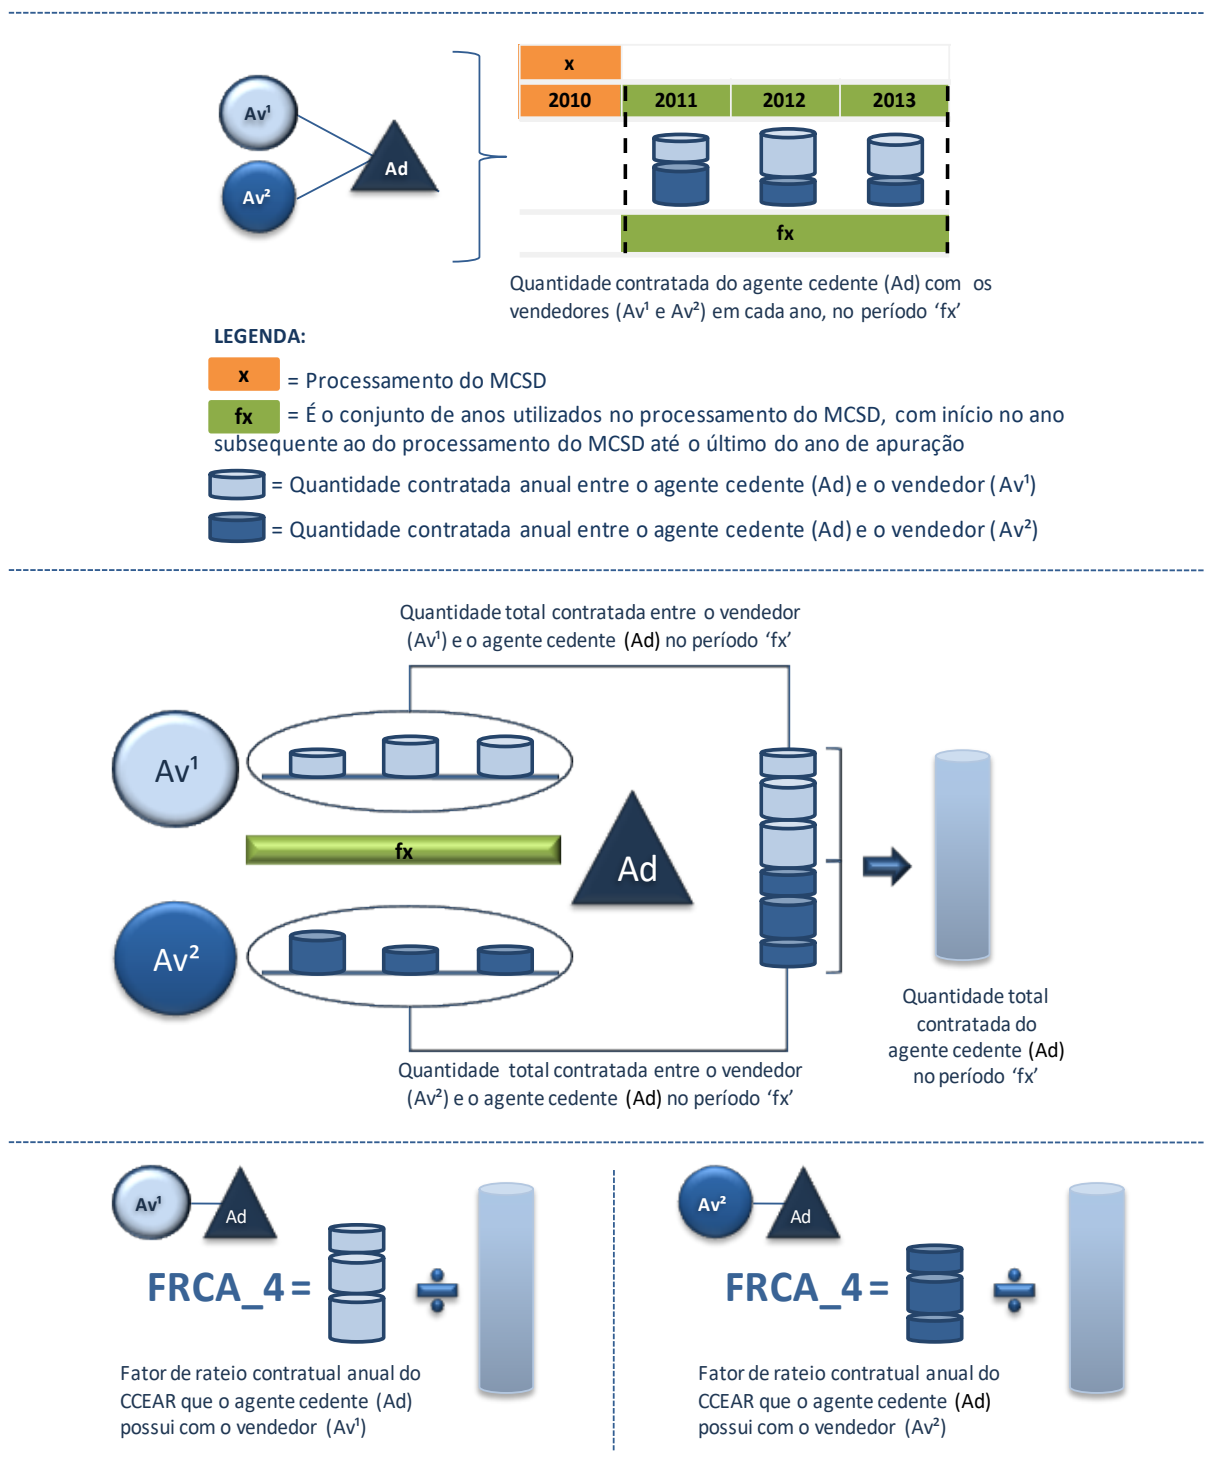 x
2010 2011 2012 2013
Av¹
Ad
Av²
fx
Quantidade contratada do agente cedente (Ad) com os
vendedores (Av¹ e Av²) em cada ano, no período ‘fx’
LEGENDA:
x = Processamento do MCSD
fx = É o conjunto de anos utilizados no processamento do MCSD, com início no ano
subsequente ao do processamento do MCSD até o último do ano de apuração
= Quantidade contratada anual entre o agente cedente (Ad) e o vendedor (Av¹)
= Quantidade contratada anual entre o agente cedente (Ad) e o vendedor (Av²)
Quantidade total contratada entre o vendedor
(Av¹) e o agente cedente (Ad) no período ‘fx’
Av¹
fx
Ad
Av²
Quantidade total
contratada do
agente cedente (Ad)
no período ‘fx’
Quantidade total contratada entre o vendedor
(Av²) e o agente cedente (Ad) no período ‘fx’
Av¹
Ad
FRCA_4 =
Fator de rateio contratual anual do
CCEAR que o agente cedente (Ad)
possui com o vendedor (Av¹)
Av²
Ad
FRCA_4 =
Fator de rateio contratual anual do
CCEAR que o agente cedente (Ad)
possui com o vendedor (Av²)